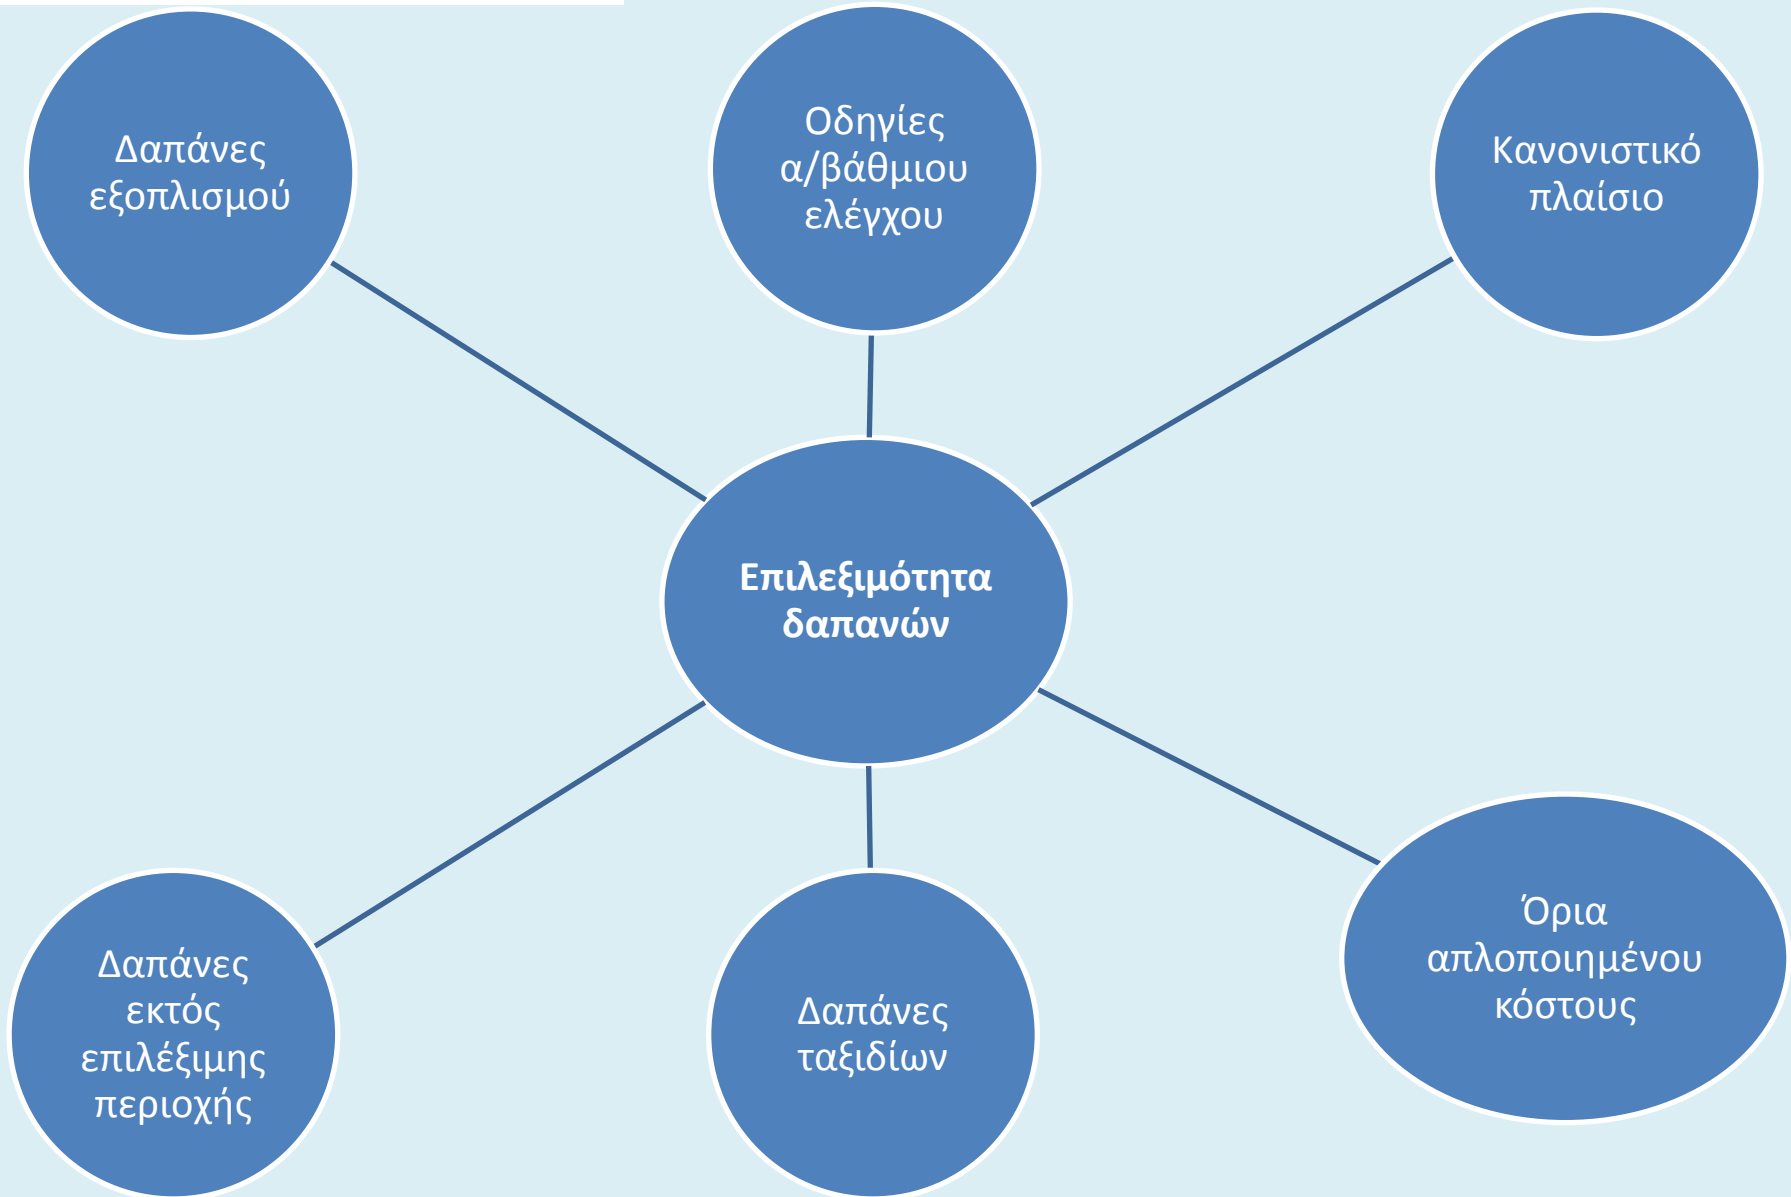 Δαπάνες
εξοπλισμού
Οδηγίες
α/βάθμιου
ελέγχου
Κανονιστικό
πλαίσιο
Επιλεξιμότητα
δαπανών
Δαπάνες
εκτός
επιλέξιμης
περιοχής
Δαπάνες
ταξιδίων
Όρια
απλοποιημένου
κόστους